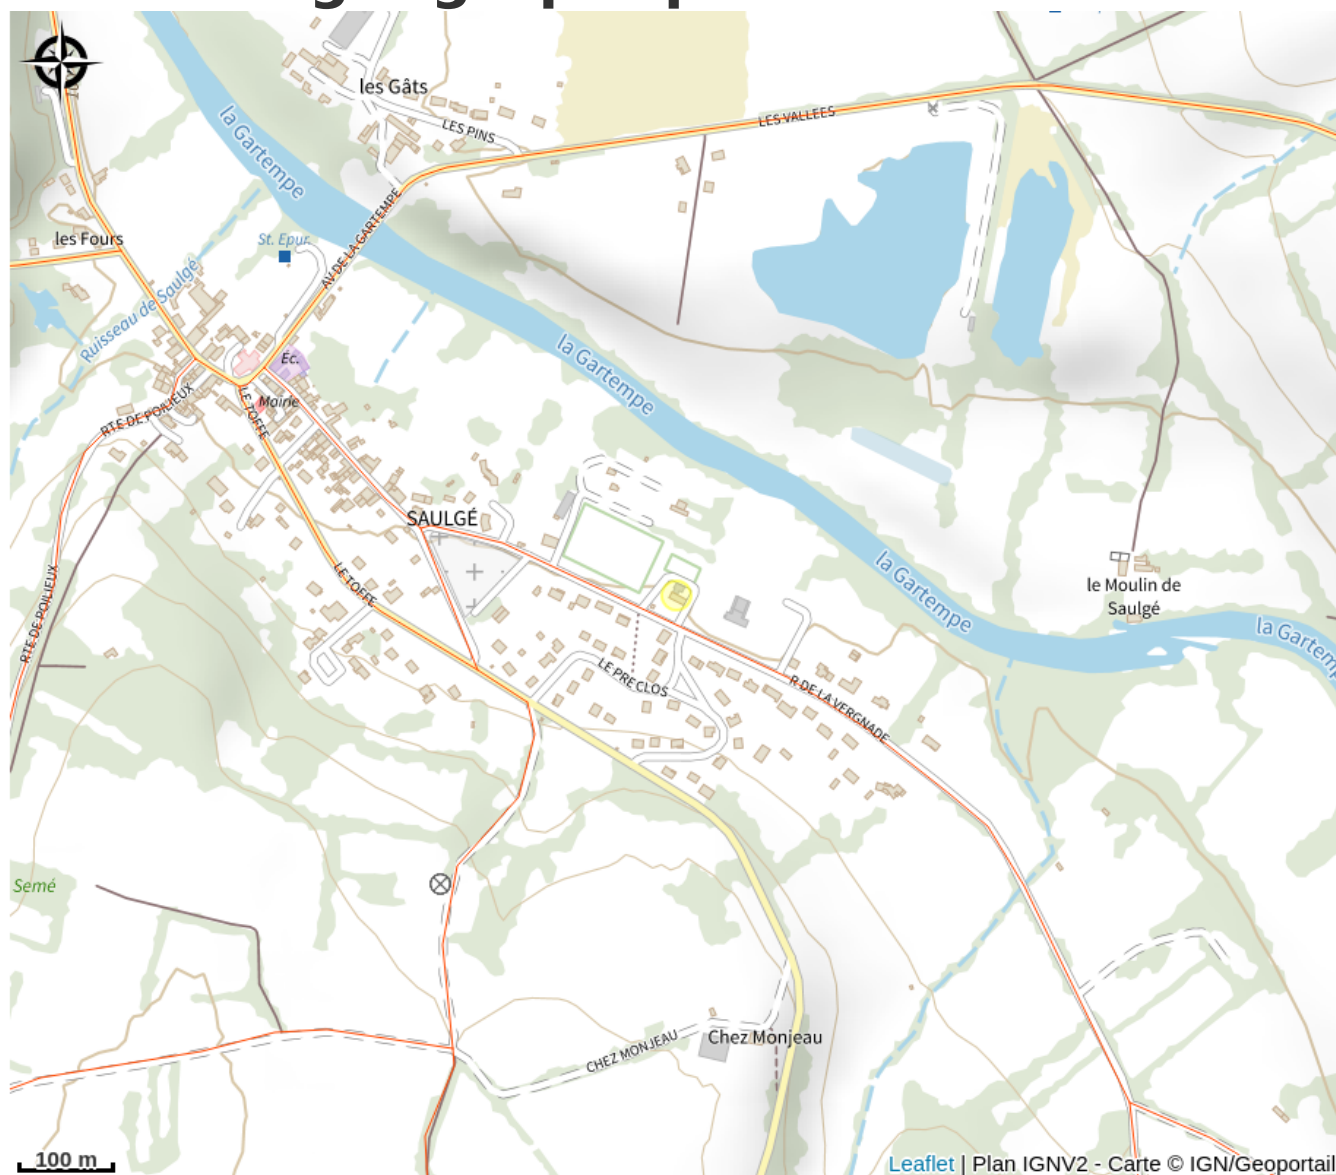 les Gâts
LES PINS
LES VALLEES
la Gartempe
les Fours
St. Epur.
AV DE LA GARTEMPE
Ruisseau de Saulgé
Éc.
la Gartempe
Mairie
LE TOFFE
RTE DE POILIEUX
SAULGÉ
la Gartempe
le Moulin de
Saulgé
LE TOFFE
RTE DE POILIEUX
la Gartem
LE PRE CLOS
R DE LA VERGNADE
Semé
Chez Monjeau
CHEZ MONJEAU
100 m
Leaflet | Plan IGNV2 - Carte © IGN/Geoportail